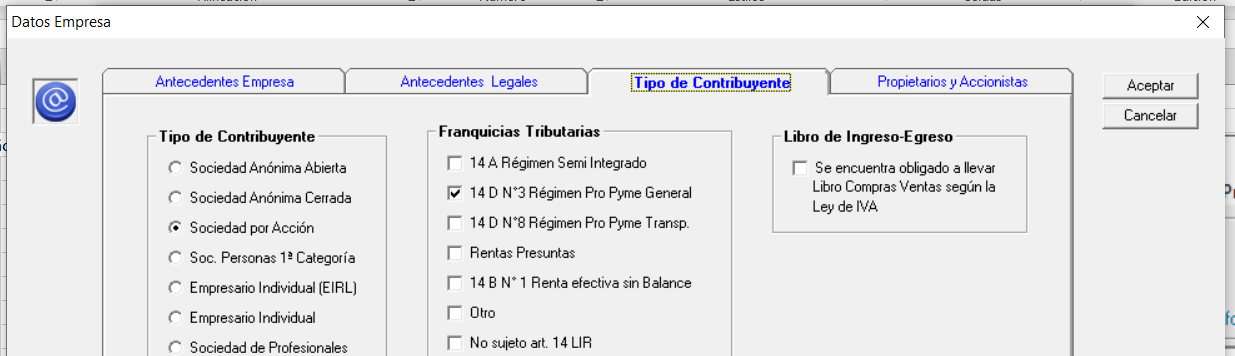 Datos Empresa
Antecedentes Empresa
Antecedentes Legales
Tipo de Contribuyente
Propietarios y Accionistas
Aceptar
Cancelar
Tipo de Contribuyente
Sociedad Anónima Abierta
Sociedad Anónima Cerrada
Sociedad por Acción
Soc. Personas 1ª Categoría
Empresario Individual (EIRL)
Empresario Individual
Sociedad de Profesionales
Franquicias Tributarias
14 A Régimen Semi Integrado
14 D N°3 Régimen Pro Pyme General
14 D N°8 Régimen Pro Pyme Transp.
Rentas Presuntas
14 B N° 1 Renta efectiva sin Balance
Otro
No sujeto art. 14 LIR
Libro de Ingreso-Egreso
Se encuentra obligado a llevar
Libro Compras Ventas según la
Ley de IVA